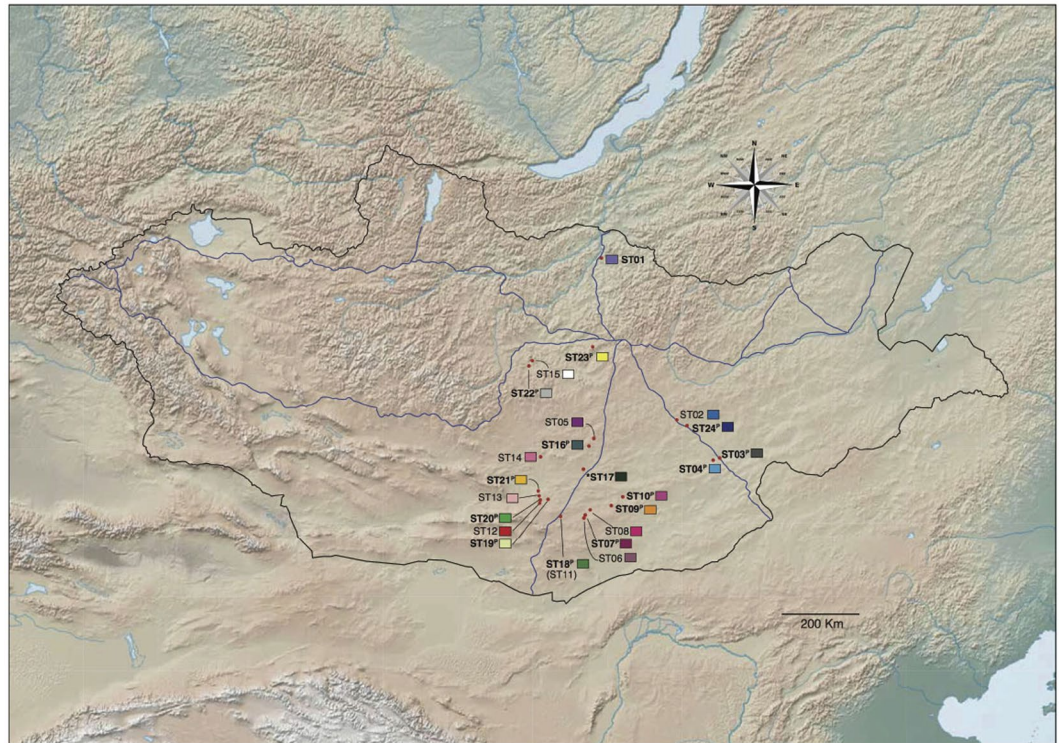 N
W
E
S
ST01
ST23ᵖ
ST15
ST22ᵖ
ST02
ST05
ST24ᵖ
ST16ᵖ
ST03ᵖ
ST14
ST04ᵖ
*ST17
ST21ᵖ
ST13
ST10ᵖ
ST09ᵖ
ST20ᵖ
ST12
ST08
ST19ᵖ
ST07ᵖ
ST06
ST18ᵖ
(ST11)
200 Km